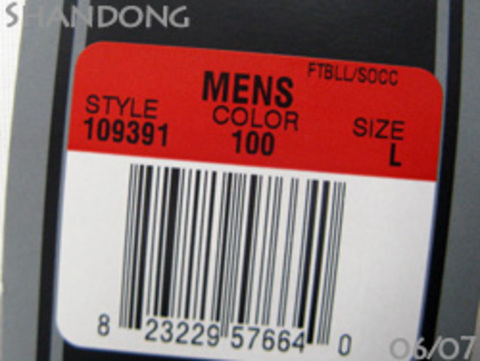 SHANDONG
FTBLL/SOCC
MENS
STYLE COLOR SIZE
109391 100 L
8 23229 57664 0
06/07